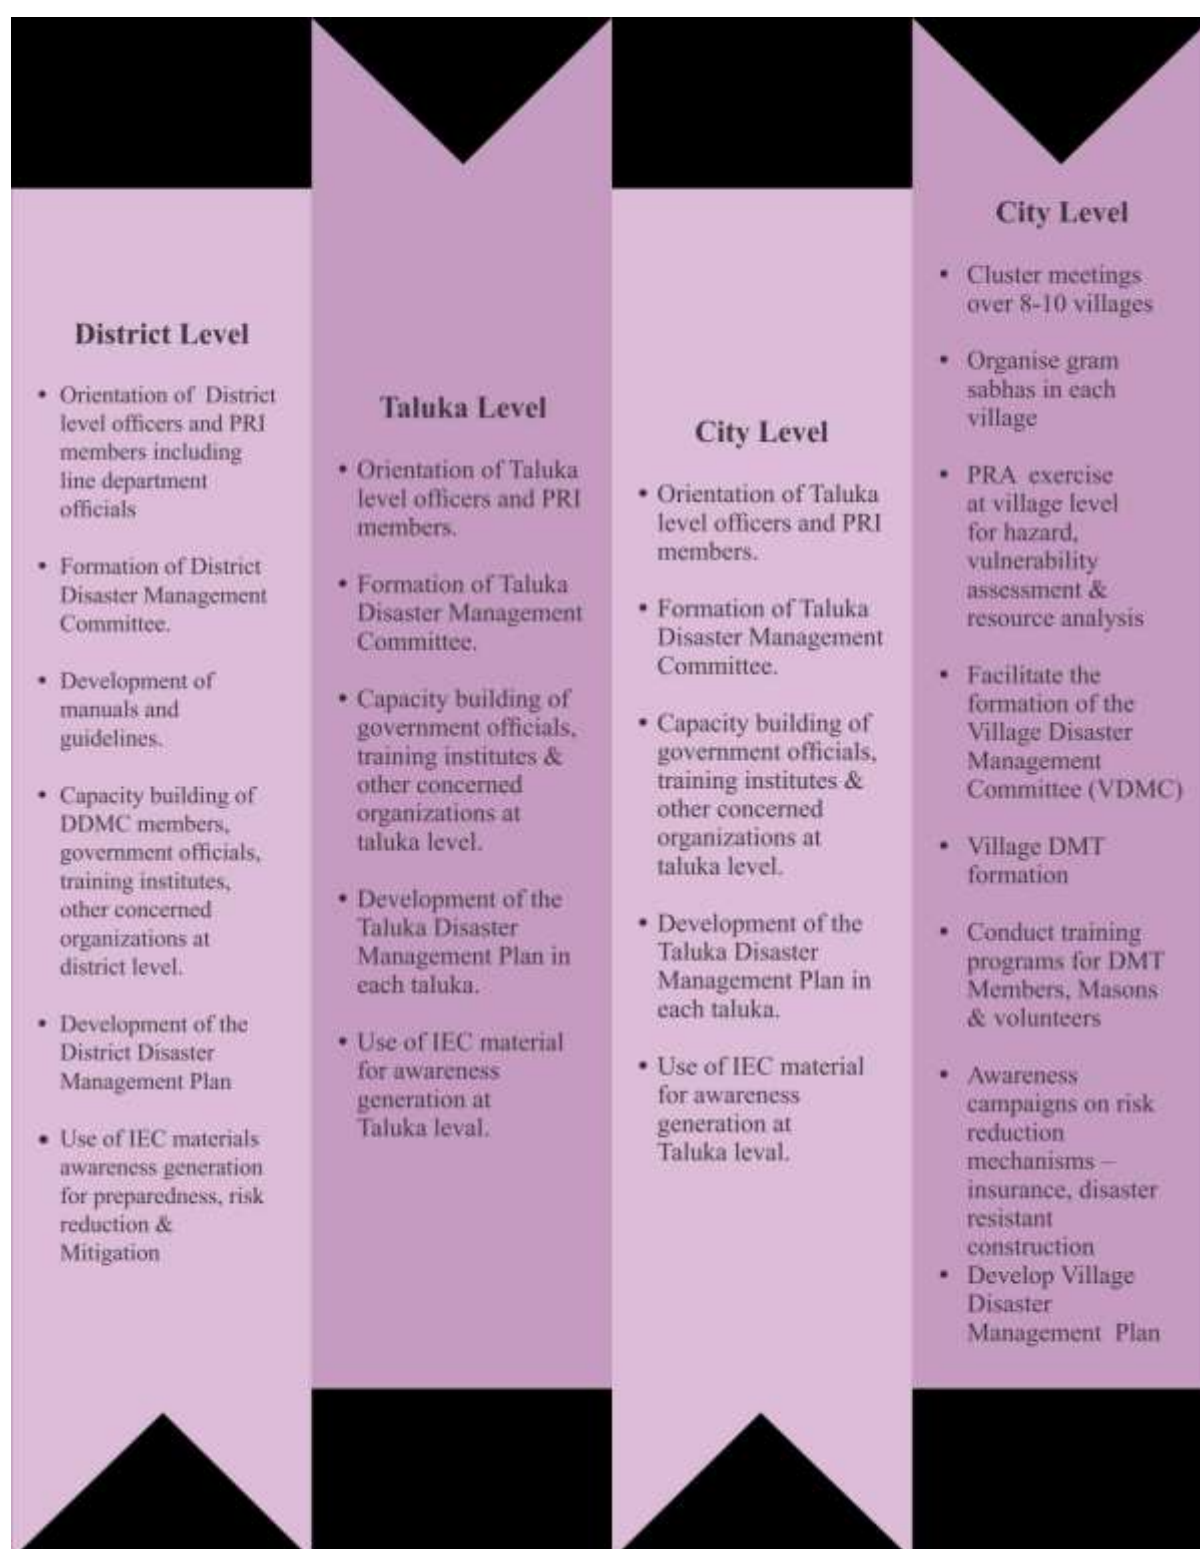 District Level
• Orientation of District
level officers and PRI
members including
line department
officials
• Formation of District
Disaster Management
Committee.
• Development of
manuals and
guidelines.
• Capacity building of
DDMC members,
government officials,
training institutes,
other concerned
organizations at
district level.
• Development of the
District Disaster
Management Plan
• Use of IEC materials
awareness generation
for preparedness, risk
reduction &
Mitigation
Taluka Level
• Orientation of Taluka
level officers and PRI
members.
• Formation of Taluka
Disaster Management
Committee.
• Capacity building of
government officials,
training institutes &
other concerned
organizations at
taluka level.
• Development of the
Taluka Disaster
Management Plan in
each taluka.
• Use of IEC material
for awareness
generation at
Taluka leval.
City Level
• Orientation of Taluka
level officers and PRI
members.
• Formation of Taluka
Disaster Management
Committee.
• Capacity building of
government officials,
training institutes &
other concerned
organizations at
taluka level.
• Development of the
Taluka Disaster
Management Plan in
each taluka.
• Use of IEC material
for awareness
generation at
Taluka leval.
City Level
• Cluster meetings
over 8-10 villages
• Organise gram
sabhas in each
village
• PRA exercise
at village level
for hazard,
vulnerability
assessment &
resource analysis
• Facilitate the
formation of the
Village Disaster
Management
Committee (VDMC)
• Village DMT
formation
• Conduct training
programs for DMT
Members, Masons
& volunteers
• Awareness
campaigns on risk
reduction
mechanisms –
insurance, disaster
resistant
construction
• Develop Village
Disaster
Management Plan